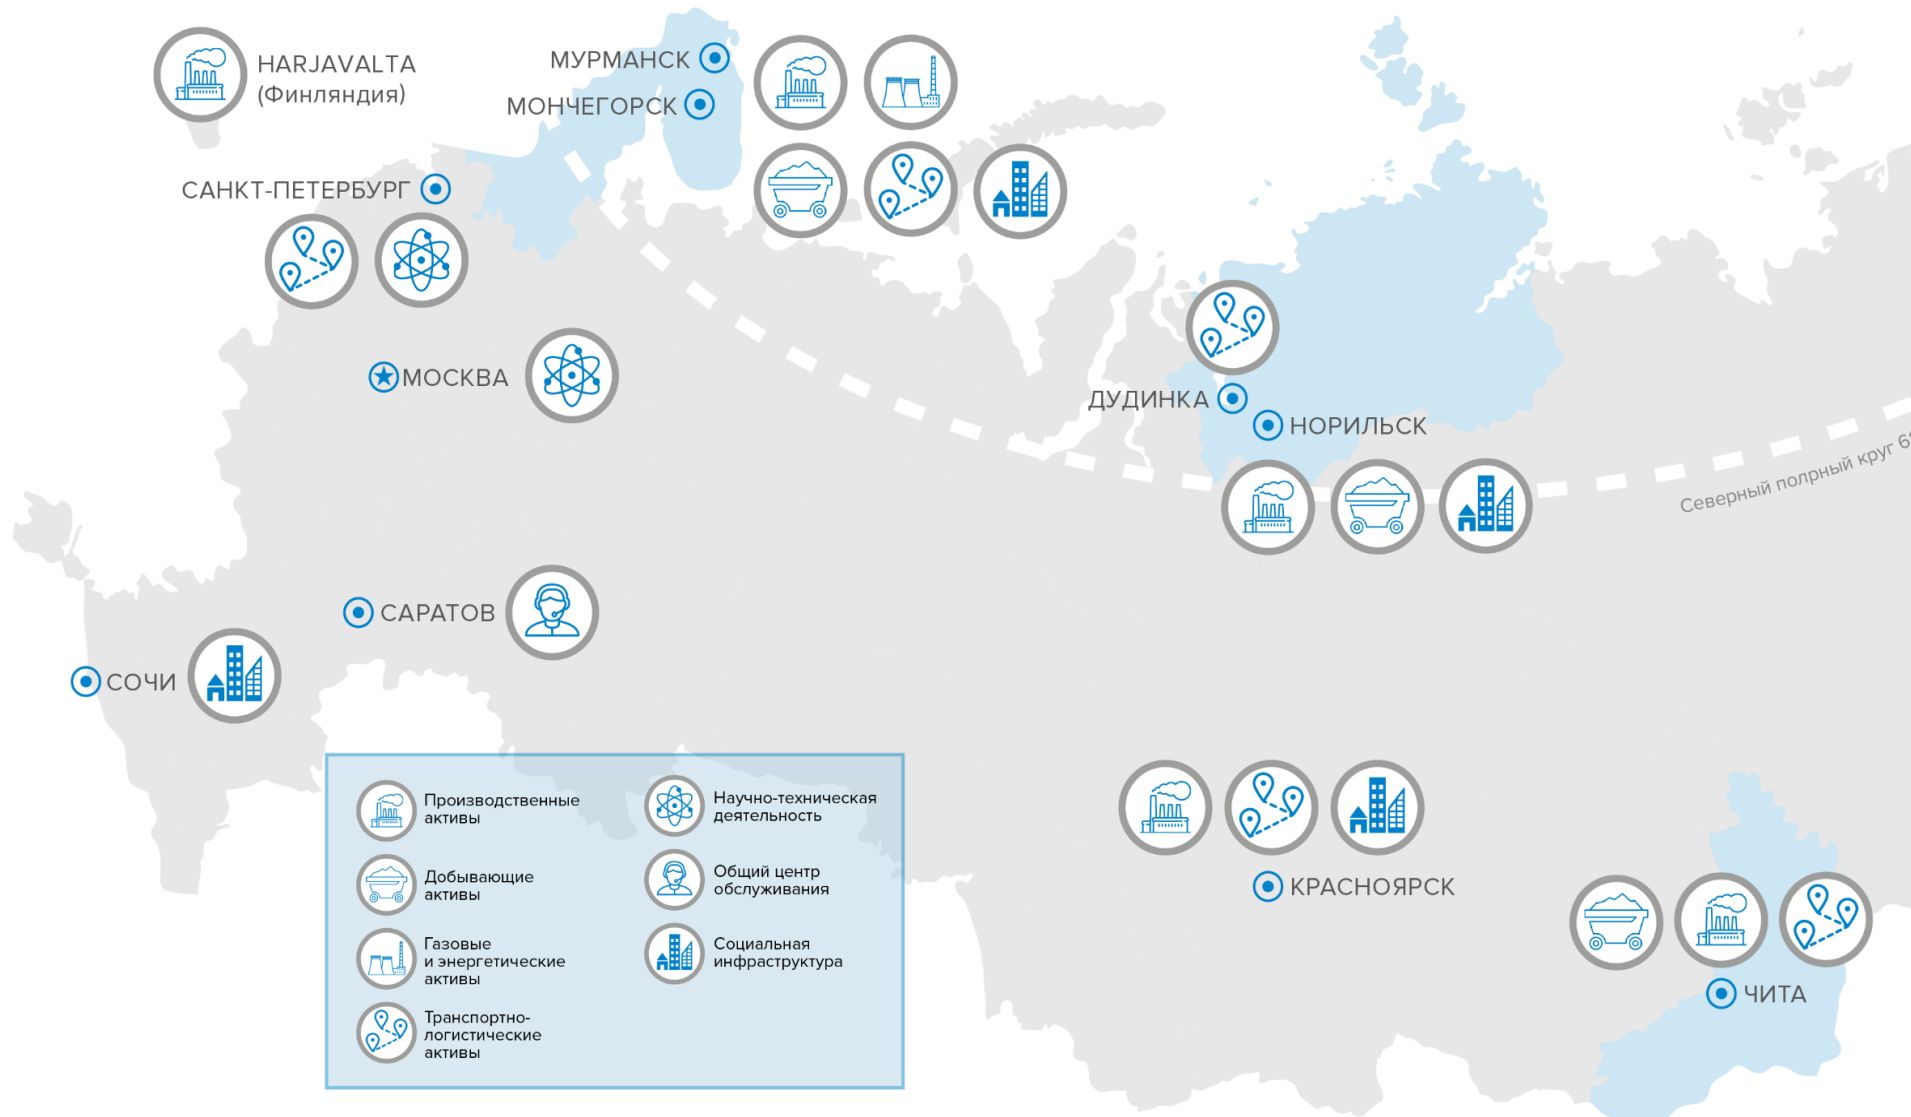 HARJAVALTA
(Финляндия)
МУРМАНСК
МОНЧЕГОРСК
САНКТ-ПЕТЕРБУРГ
МОСКВА
ДУДИНКА
НОРИЛЬСК
Северный полрный круг
САРАТОВ
СОЧИ
КРАСНОЯРСК
ЧИТА
Производственные
активы
Добывающие
активы
Газовые
и энергетические
активы
Транспортно-
логистические
активы
Научно-техническая
деятельность
Общий центр
обслуживания
Социальная
инфраструктура